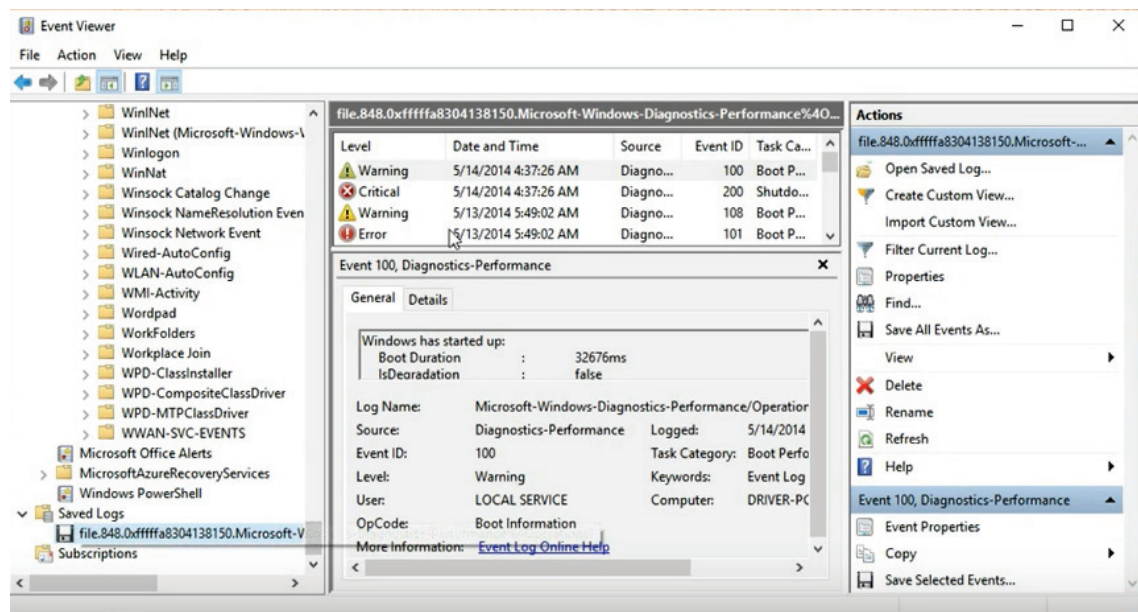 Event Viewer
File Action View Help
WinINet
WinINet (Microsoft-Windows-W
Winlogon
WinNat
Winsock Catalog Change
Winsock NameResolution Even
Winsock Network Event
Wired-AutoConfig
WLAN-AutoConfig
WMI-Activity
Wordpad
WorkFolders
Workplace Join
WPD-ClassInstaller
WPD-CompositeClassDriver
WPD-MTPClassDriver
WWAN-SVC-EVENTS
Microsoft Office Alerts
MicrosoftAzureRecoveryServices
Windows PowerShell
Saved Logs
file.848.0xfffffa8304138150.Microsoft-W
Subscriptions
file.848.0xfffffa8304138150.Microsoft-Windows-Diagnostics-Performance%4O...
Level Date and Time Source Event ID Task Ca...
Warning 5/14/2014 4:37:26 AM Diagno... 100 Boot P...
Critical 5/14/2014 4:37:26 AM Diagno... 200 Shutdo...
Warning 5/13/2014 5:49:02 AM Diagno... 108 Boot P...
Error 5/13/2014 5:49:02 AM Diagno... 101 Boot P...
Event 100, Diagnostics-Performance
General Details
Windows has started up:
Boot Duration : 32676ms
IsDegradation : false
Log Name: Microsoft-Windows-Diagnostics-Performance/Operation
Source: Diagnostics-Performance Logged: 5/14/2014
Event ID: 100 Task Category: Boot Perfo
Level: Warning Keywords: Event Log
User: LOCAL SERVICE Computer: DRIVER-PC
OpCode: Boot Information
More Information: Event Log Online Help
Actions
file.848.0xfffffa8304138150.Microsoft-...
Open Saved Log...
Create Custom View...
Import Custom View...
Filter Current Log...
Properties
Find...
Save All Events As...
View
Delete
Rename
Refresh
Help
Event 100, Diagnostics-Performance
Event Properties
Copy
Save Selected Events...